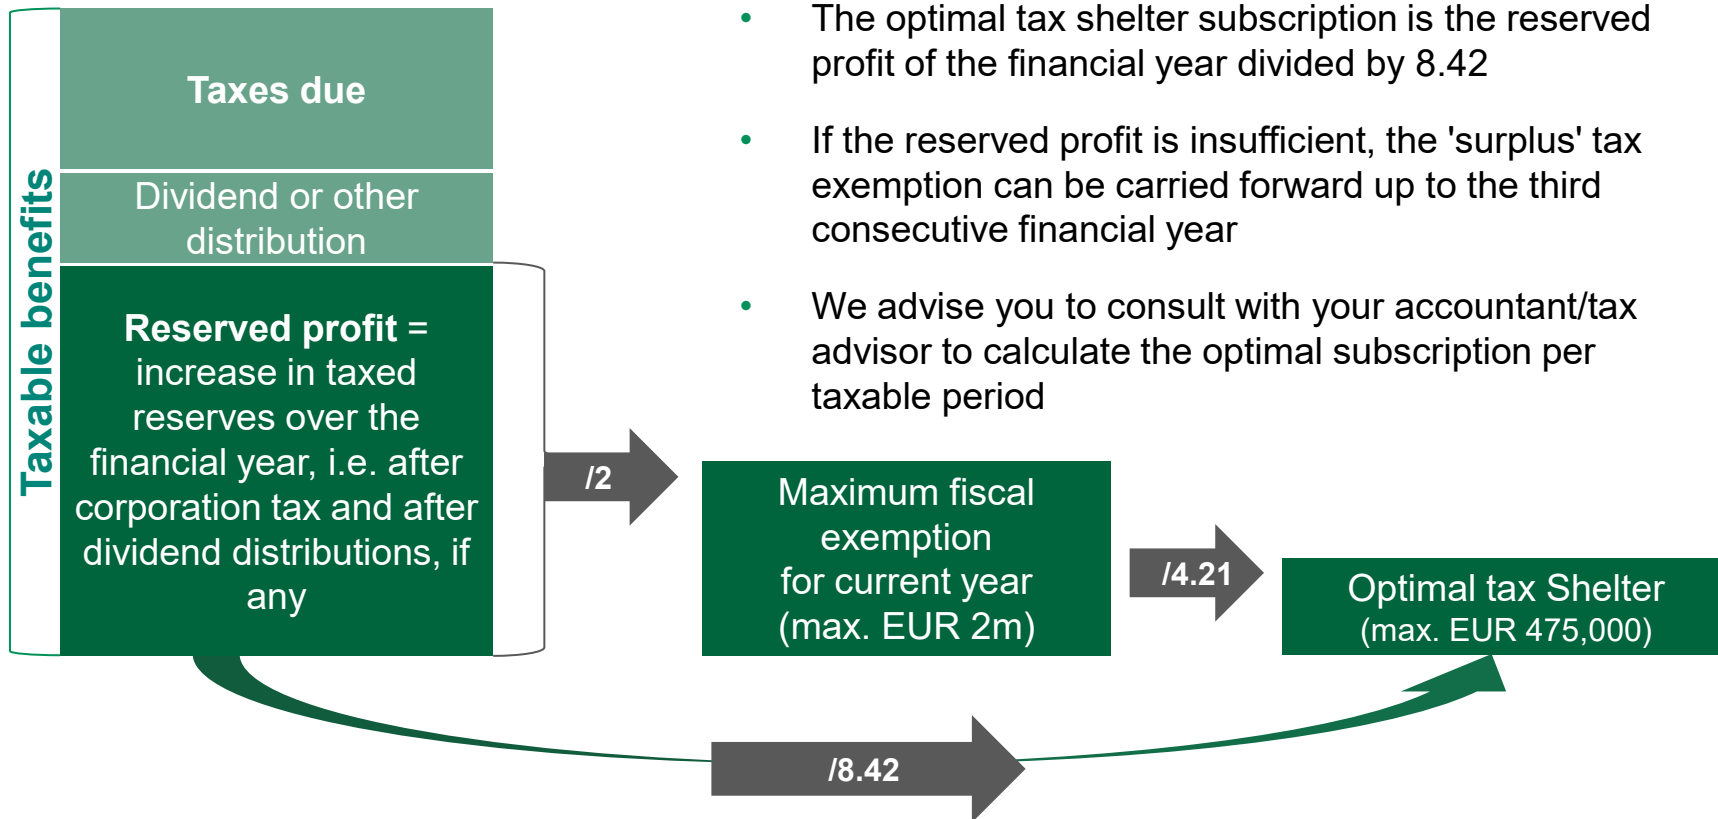 Taxable benefits
Taxes due
Dividend or other
distribution
Reserved profit =
increase in taxed
reserves over the
financial year, i.e. after
corporation tax and after
dividend distributions, if
any
• The optimal tax shelter subscription is the reserved
profit of the financial year divided by 8.42
• If the reserved profit is insufficient, the 'surplus' tax
exemption can be carried forward up to the third
consecutive financial year
• We advise you to consult with your accountant/tax
advisor to calculate the optimal subscription per
taxable period
/2
Maximum fiscal
exemption
for current year
(max. EUR 2m)
/4.21
Optimal tax Shelter
(max. EUR 475,000)
/8.42